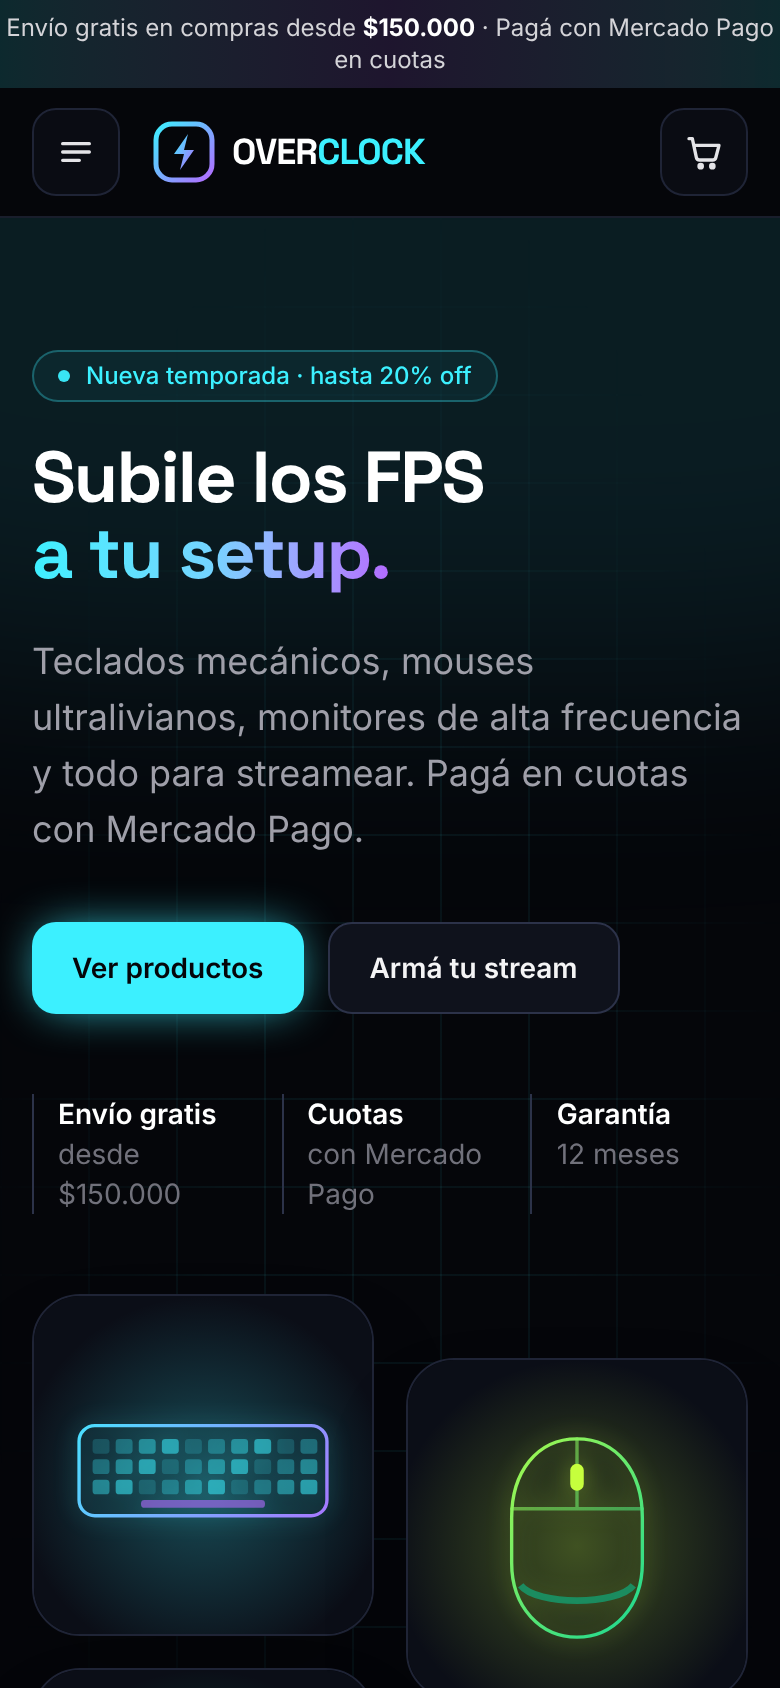 Envío gratis en compras desde $150.000 · Pagá con Mercado Pago
en cuotas
OVERCLOCK
Nueva temporada · hasta 20% off
Subile los FPS
a tu setup.
Teclados mecánicos, mouses
ultralivianos, monitores de alta frecuencia
y todo para streamear. Pagá en cuotas
con Mercado Pago.
Ver productos
Armá tu stream
Envío gratis
desde
$150.000
Cuotas
con Mercado
Pago
Garantía
12 meses